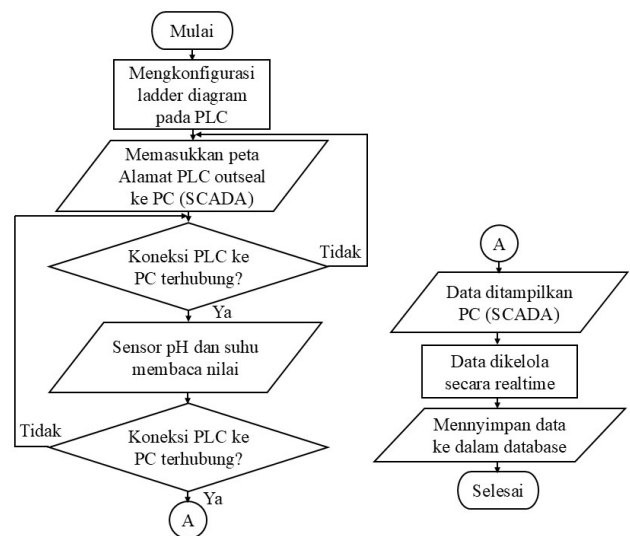 Mulai
Mengkonfigurasi
ladder diagram
pada PLC
Memasukkan peta
Alamat PLC outseal
ke PC (SCADA)
Koneksi PLC ke
PC terhubung?
Tidak
Ya
Sensor pH dan suhu
membaca nilai
Tidak
Koneksi PLC ke
PC terhubung?
Ya
A
A
Data ditampilkan
PC (SCADA)
Data dikelola
secara realtime
Mennyimpan data
ke dalam database
Selesai